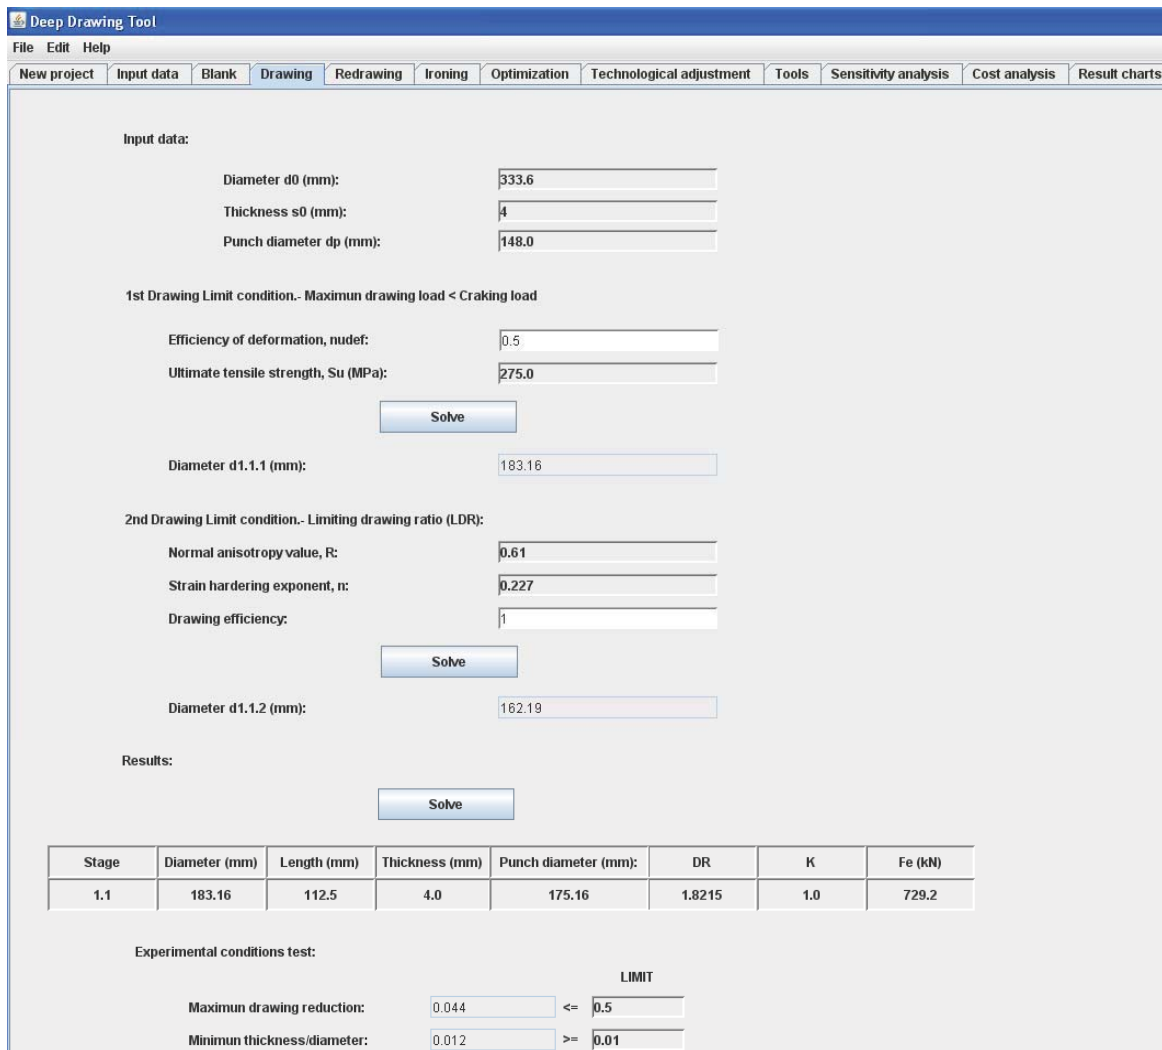 Deep Drawing Tool
File Edit Help
New project Input data Blank Drawing Redrawing Ironing Optimization Technological adjustment Tools Sensitivity analysis Cost analysis Result charts
Input data:
Diameter d0 (mm): 333.6
Thickness s0 (mm): 4
Punch diameter dp (mm): 148.0
1st Drawing Limit condition.- Maximun drawing load < Craking load
Efficiency of deformation, nudef: 0.5
Ultimate tensile strength, Su (MPa): 275.0
Solve
Diameter d1.1.1 (mm): 183.16
2nd Drawing Limit condition.- Limiting drawing ratio (LDR):
Normal anisotropy value, R: 0.61
Strain hardering exponent, n: 0.227
Drawing efficiency: 1
Solve
Diameter d1.1.2 (mm): 162.19
Results:
Solve
Stage Diameter (mm) Length (mm) Thickness (mm) Punch diameter (mm): DR K Fe (kN)
1.1 183.16 112.5 4.0 175.16 1.8215 1.0 729.2
Experimental conditions test:
LIMIT
Maximun drawing reduction: 0.044 <= 0.5
Minimun thickness/diameter: 0.012 >= 0.01